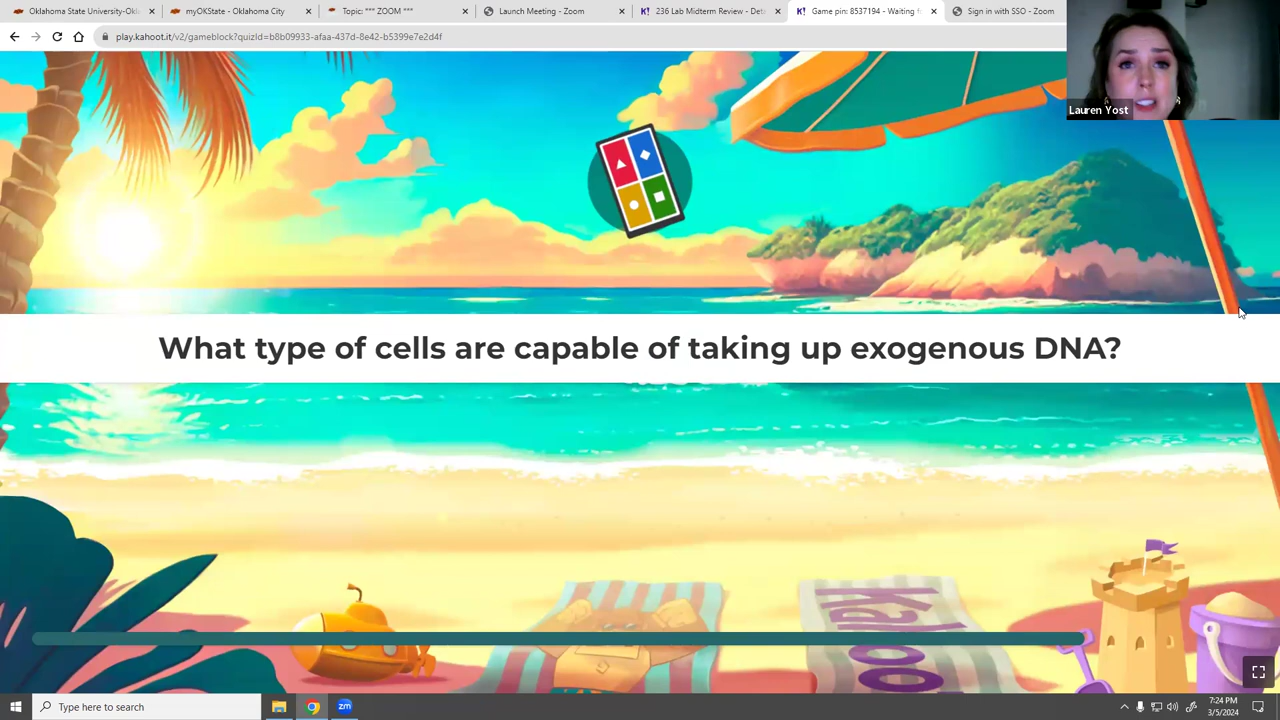 Oklahoma State University-Okl
myOKState - Oklahoma City
Topic: *** ZOOM ***
Launch Meeting - Zoom
K! 236 Lab Midterm Review - Deta
K! Game pin: 8537194 - Waiting f
Sign in with SSO - Zoom
play.kahoot.it/v2/gameblock?quizId=b8b09933-afaa-437d-8e42-b5399e7e2d4f
Lauren Yost
What type of cells are capable of taking up exogenous DNA?
Type here to search
zm
7:24 PM
3/5/2024